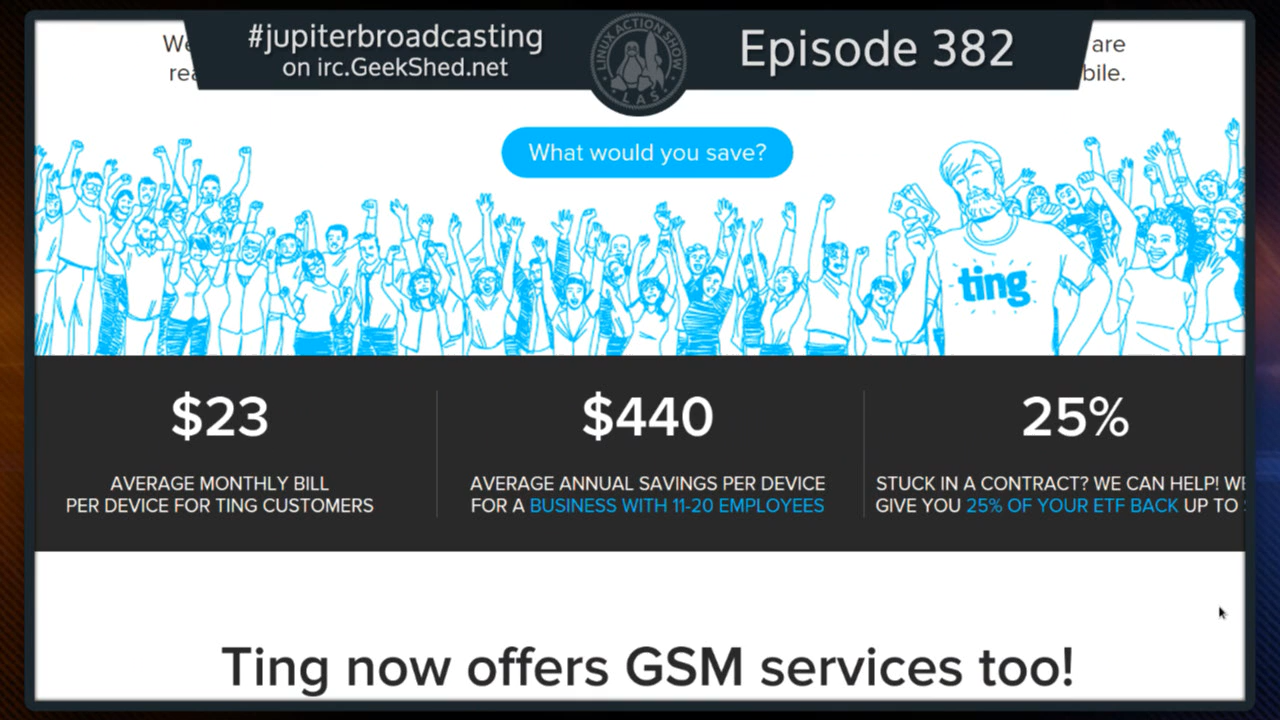 #jupiterbroadcasting
on irc.GeekShed.net
LINUX ACTION SHOW
LAS
Episode 382
are
bile.
What would you save?
ting
$23
AVERAGE MONTHLY BILL
PER DEVICE FOR TING CUSTOMERS
$440
AVERAGE ANNUAL SAVINGS PER DEVICE
FOR A BUSINESS WITH 11-20 EMPLOYEES
25%
STUCK IN A CONTRACT? WE CAN HELP! WE
GIVE YOU 25% OF YOUR ETF BACK UP TO
Ting now offers GSM services too!